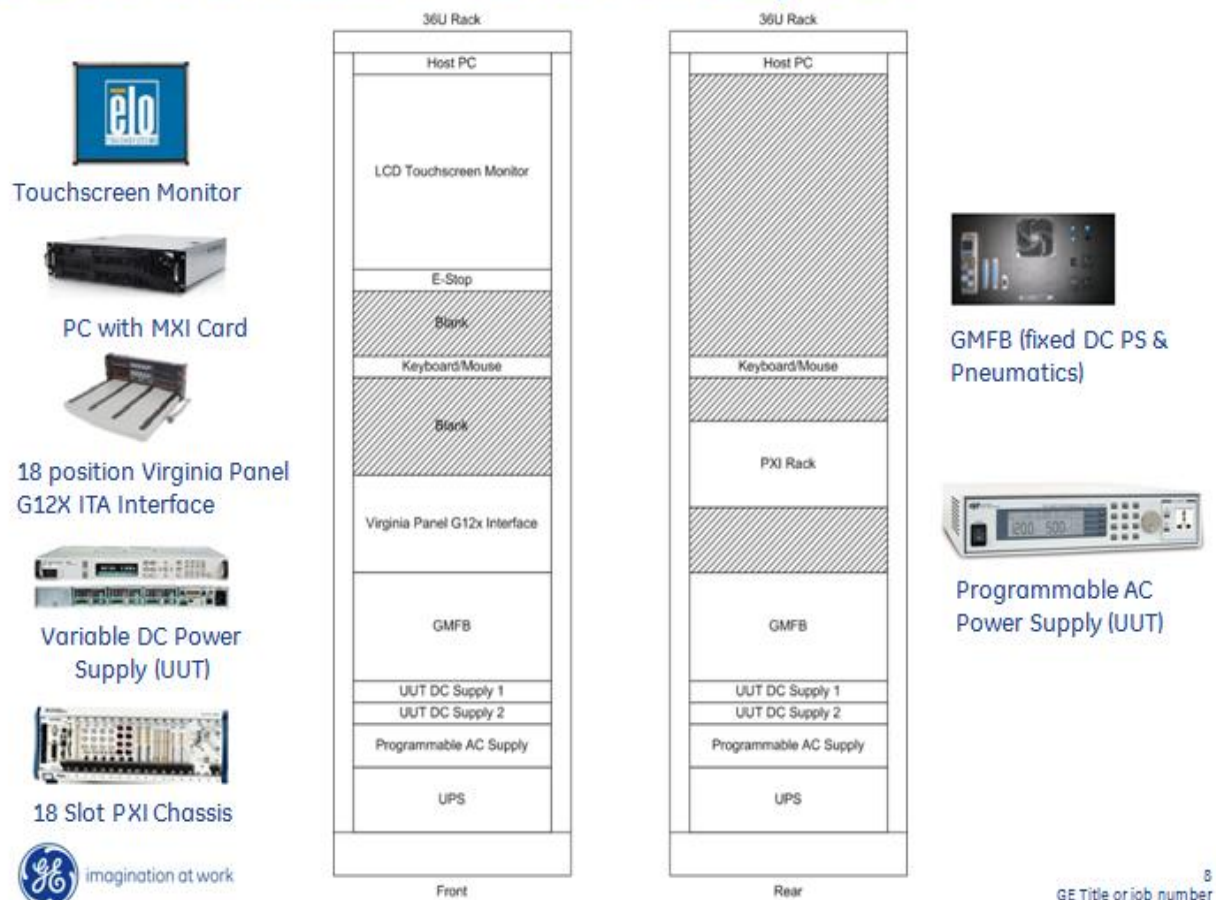 36U Rack
36U Rack
Host PC
LCD Touchscreen Monitor
E-Stop
Blank
Keyboard/Mouse
Blank
Virginia Panel G12x Interface
GMFB
UUT DC Supply 1
UUT DC Supply 2
Programmable AC Supply
UPS
Front
Host PC
Keyboard/Mouse
PXI Rack
GMFB
UUT DC Supply 1
UUT DC Supply 2
Programmable AC Supply
UPS
Rear
elo
Touchscreen Monitor
PC with MXI Card
18 position Virginia Panel
G12X ITA Interface
Variable DC Power
Supply (UUT)
18 Slot PXI Chassis
GMFB (fixed DC PS &
Pneumatics)
Programmable AC
Power Supply (UUT)
GE imagination at work
8
GE Title or job number